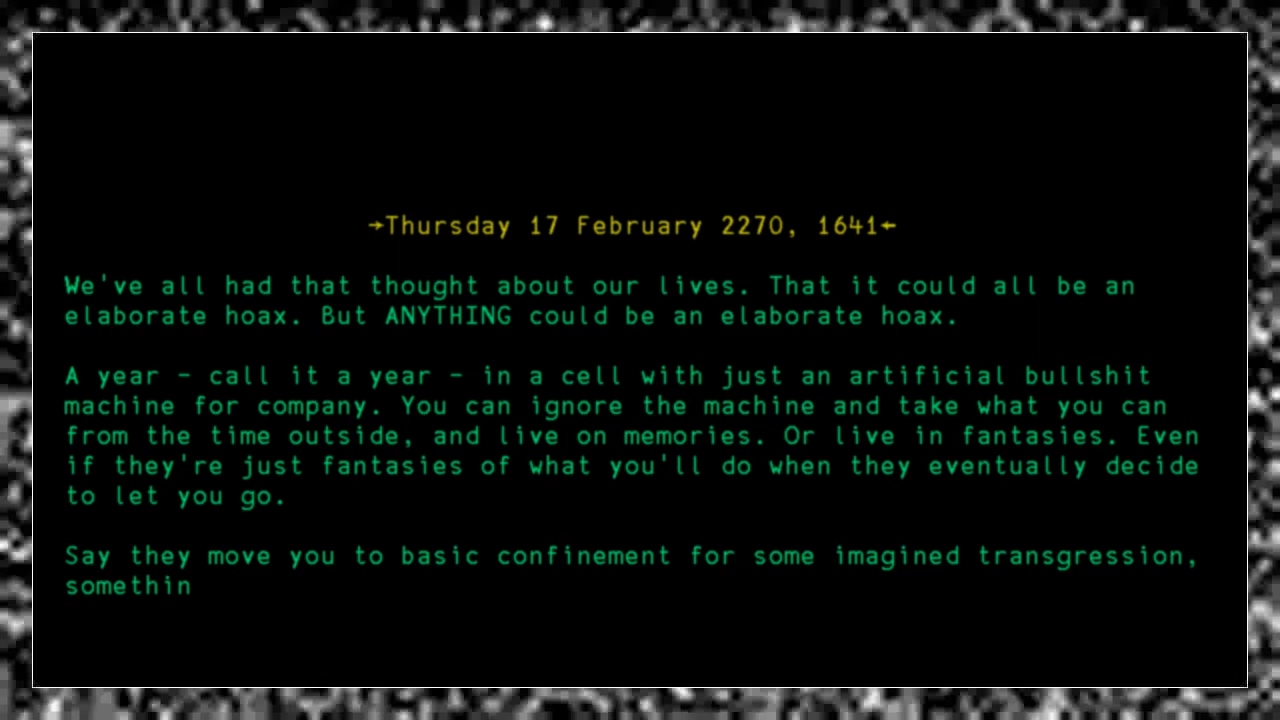 →Thursday 17 February 2270, 1641←
We've all had that thought about our lives. That it could all be an
elaborate hoax. But ANYTHING could be an elaborate hoax.
A year - call it a year - in a cell with just an artificial bullshit
machine for company. You can ignore the machine and take what you can
from the time outside, and live on memories. Or live in fantasies. Even
if they're just fantasies of what you'll do when they eventually decide
to let you go.
Say they move you to basic confinement for some imagined transgression,
somethin